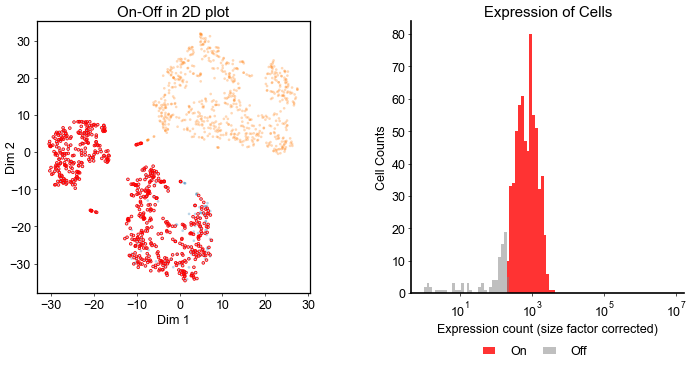 On-Off in 2D plot
Expression of Cells
Dim 2
30
20
10
0
−10
−20
−30
−30 −20 −10 0 10 20 30
Dim 1
Cell Counts
80
70
60
50
40
30
20
10
0
10^1 10^3 10^5 10^7
Expression count (size factor corrected)
On Off